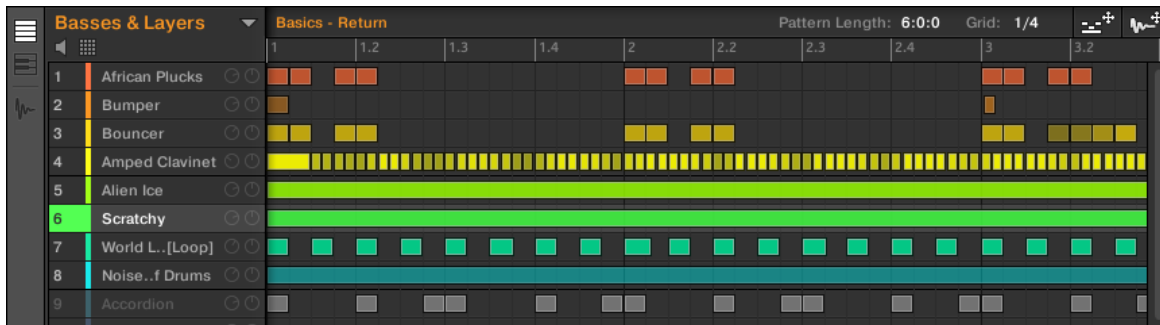 Basses & Layers Basics - Return Pattern Length: 6:0:0 Grid: 1/4
1 1.2 1.3 1.4 2 2.2 2.3 2.4 3 3.2
1 African Plucks
2 Bumper
3 Bouncer
4 Amped Clavinet
5 Alien Ice
6 Scratchy
7 World L..[Loop]
8 Noise..f Drums
9 Accordion